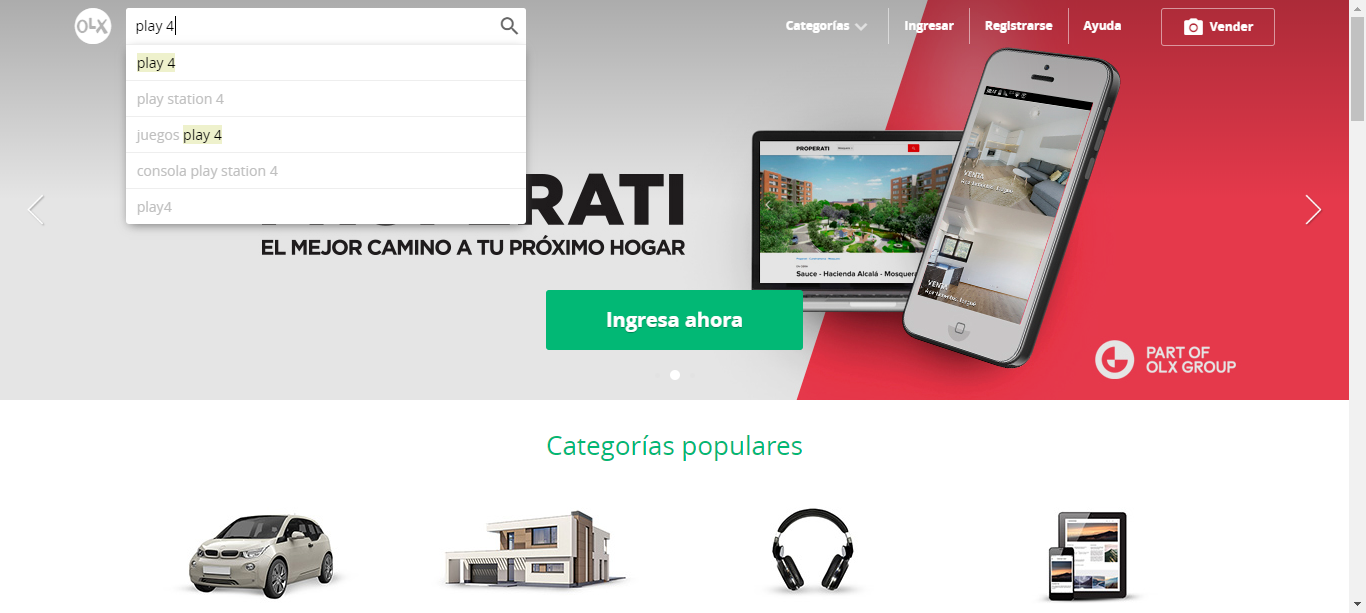 OLX
play 4
Categorías
Ingresar
Registrarse
Ayuda
Vender
play 4
play station 4
juegos play 4
consola play station 4
play4
RATI
EL MEJOR CAMINO A TU PRÓXIMO HOGAR
PROPERATI
Sauce - Hacienda Alcalá - Mosquera
VENTA
VENTA
Ingresa ahora
PART OF
OLX GROUP
Categorías populares